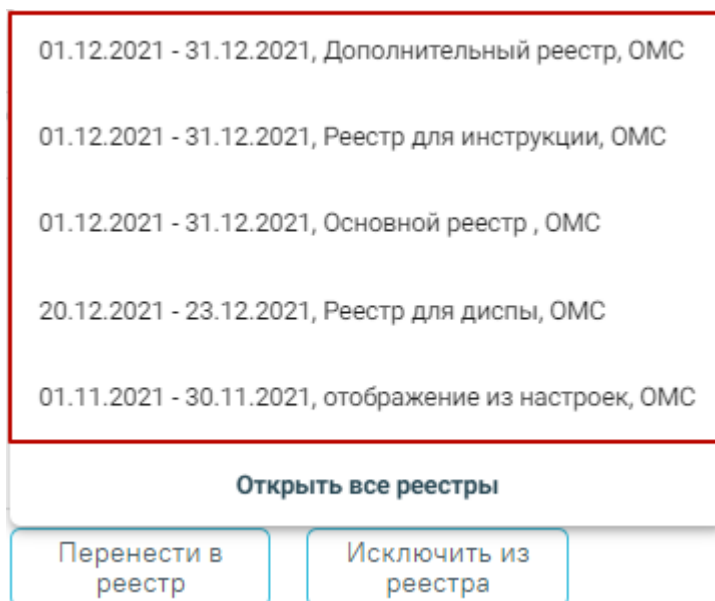 01.12.2021 - 31.12.2021, Дополнительный реестр, ОМС
01.12.2021 - 31.12.2021, Реестр для инструкции, ОМС
01.12.2021 - 31.12.2021, Основной реестр , ОМС
20.12.2021 - 23.12.2021, Реестр для диспы, ОМС
01.11.2021 - 30.11.2021, отображение из настроек, ОМС
Открыть все реестры
Перенести в
реестр
Исключить из
реестра